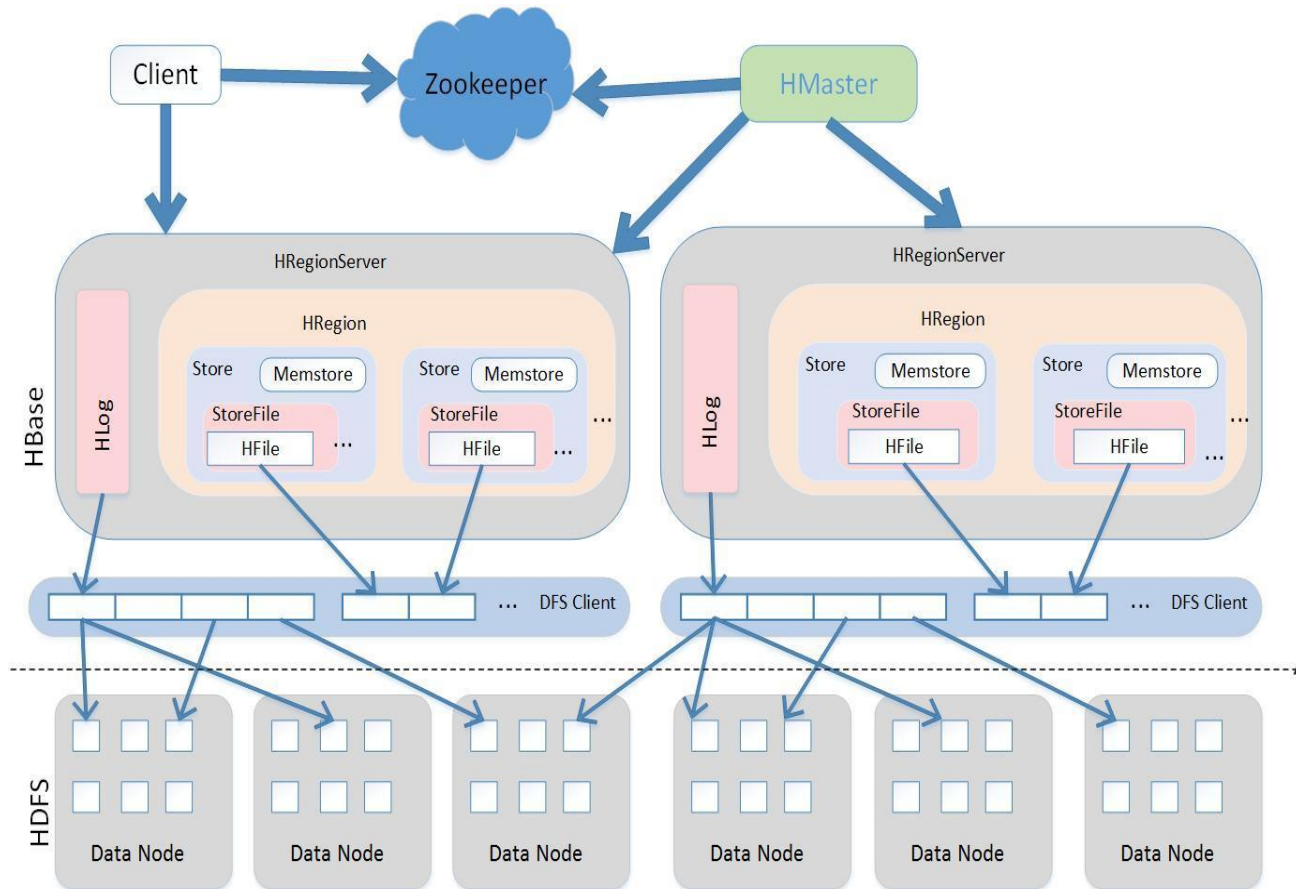 Client
Zookeeper
HMaster
HBase
HRegionServer
HLog
HRegion
Store
Memstore
StoreFile
HFile
...
Store
Memstore
StoreFile
HFile
...
...
HRegionServer
HLog
HRegion
Store
Memstore
StoreFile
HFile
Store
Memstore
StoreFile
HFile
...
...
... DFS Client
... DFS Client
HDFS
Data Node
Data Node
Data Node
Data Node
Data Node
Data Node